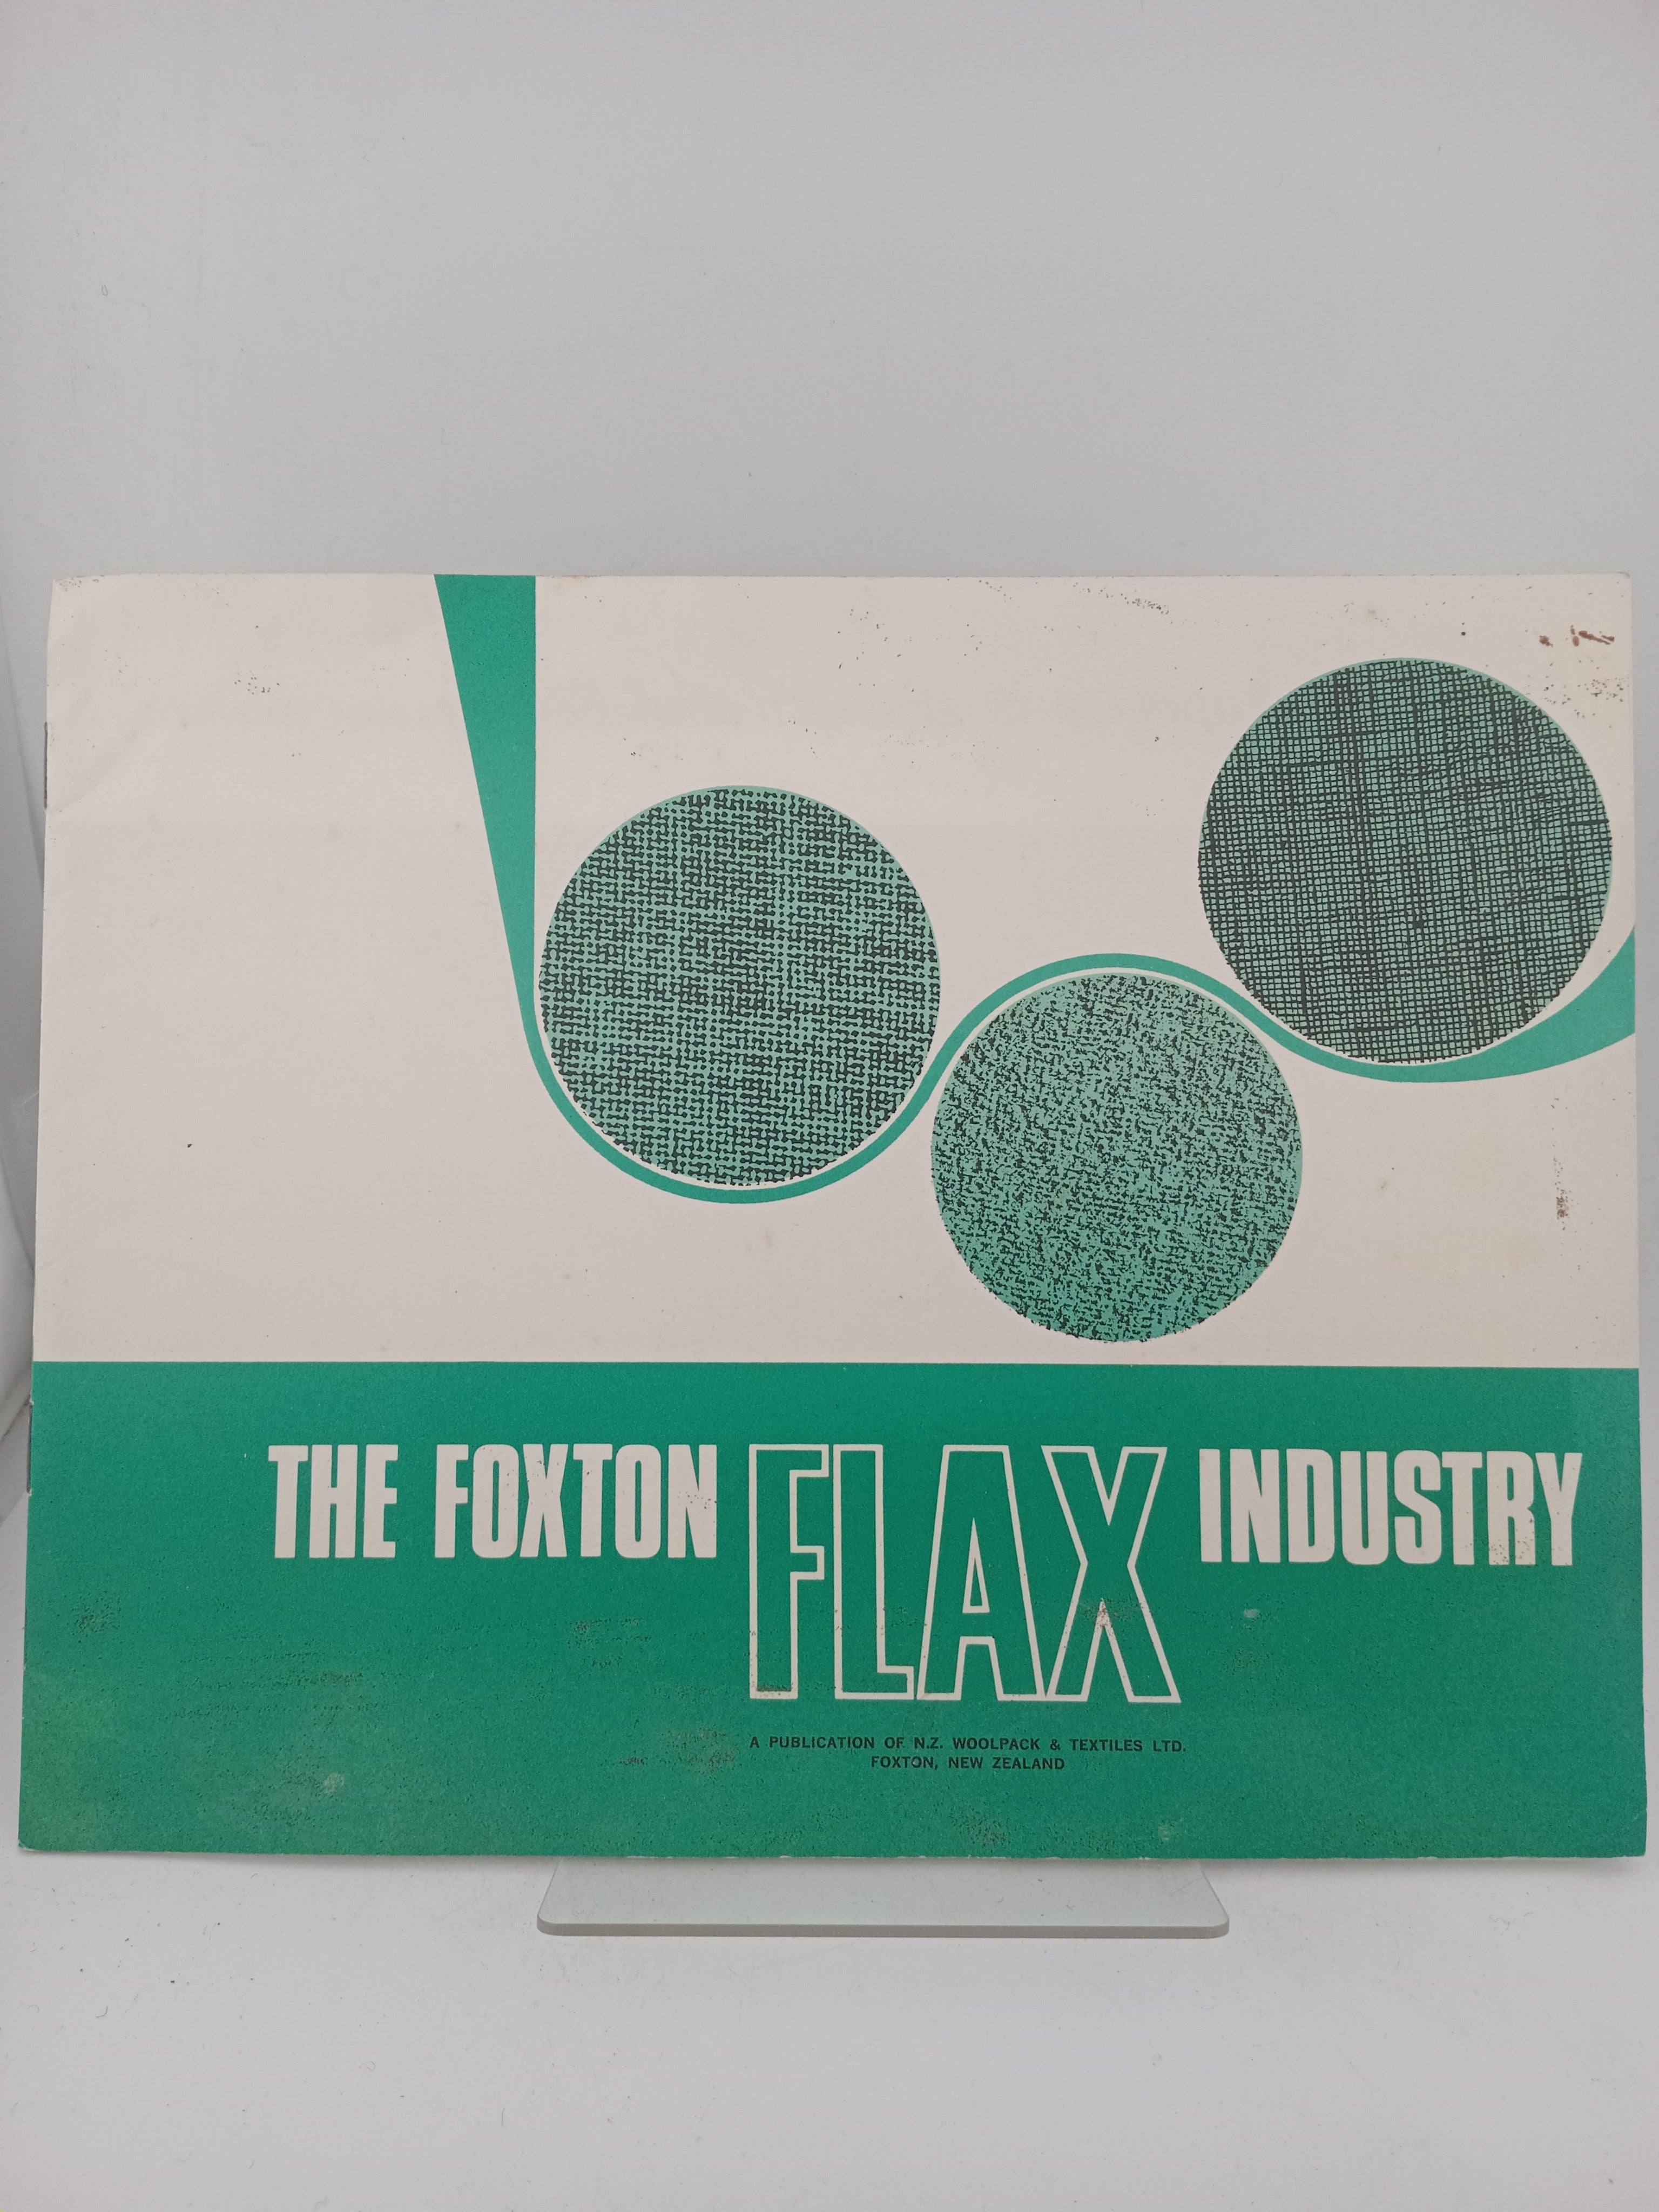 THE FOXTON FLAX INDUSTRY
A PUBLICATION OF N.Z. WOOLPACK & TEXTILES LTD.
FOXTON, NEW ZEALAND